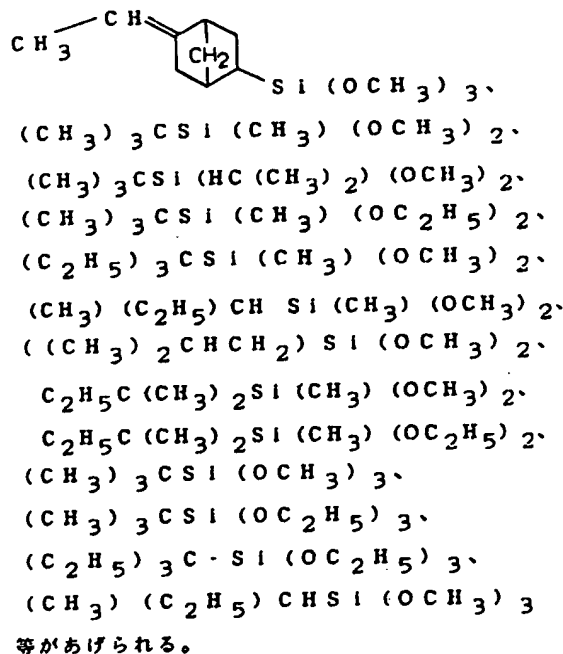 CH3 CH CH2
Si(OCH3)3、
(CH3)3CSi(CH3)(OCH3)2、
(CH3)3CSi(HC(CH3)2)(OCH3)2、
(CH3)3CSi(CH3)(OC2H5)2、
(C2H5)3CSi(CH3)(OCH3)2、
(CH3)(C2H5)CH Si(CH3)(OCH3)2、
((CH3)2CHCH2)Si(OCH3)2、
C2H5C(CH3)2Si(CH3)(OCH3)2、
C2H5C(CH3)2Si(CH3)(OC2H5)2、
(CH3)3CSi(OCH3)3、
(CH3)3CSi(OC2H5)3、
(C2H5)3C-Si(OC2H5)3、
(CH3)(C2H5)CHSi(OCH3)3
等があげられる。